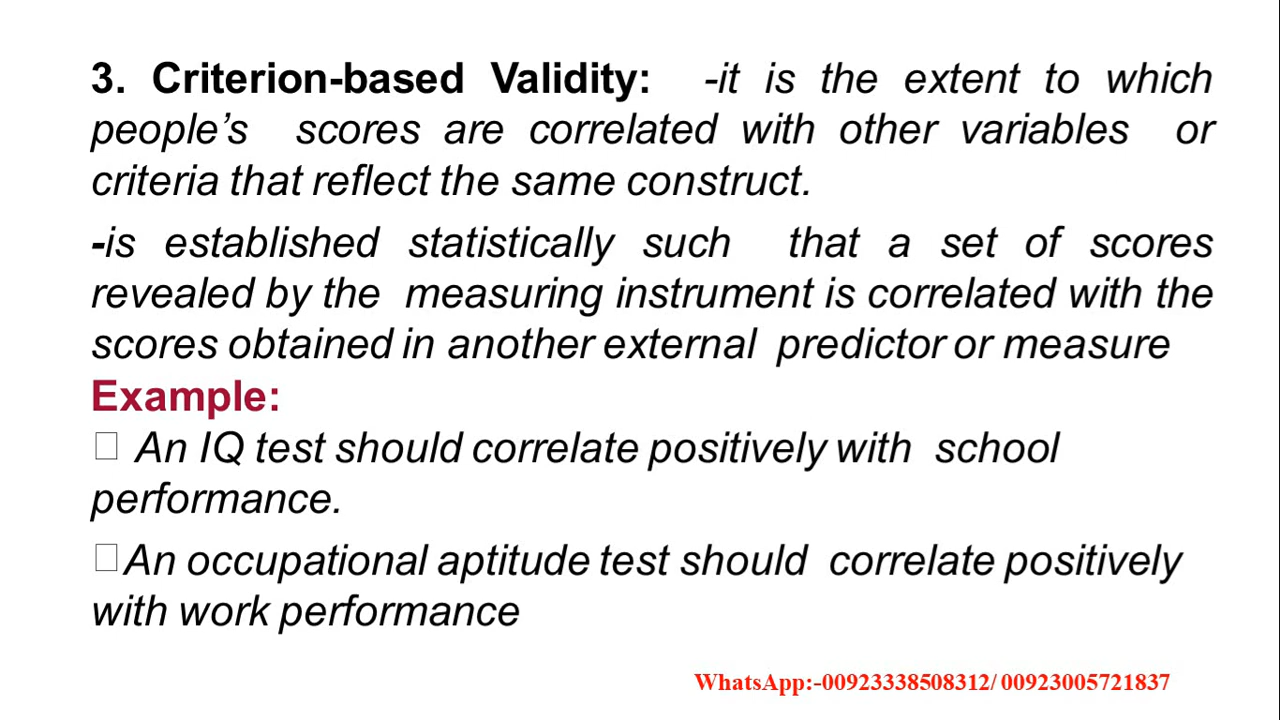 3. Criterion-based Validity: -it is the extent to which
people’s scores are correlated with other variables or
criteria that reflect the same construct.
-is established statistically such that a set of scores
revealed by the measuring instrument is correlated with the
scores obtained in another external predictor or measure
Example:
□ An IQ test should correlate positively with school
performance.
□An occupational aptitude test should correlate positively
with work performance
WhatsApp:-00923338508312/ 00923005721837